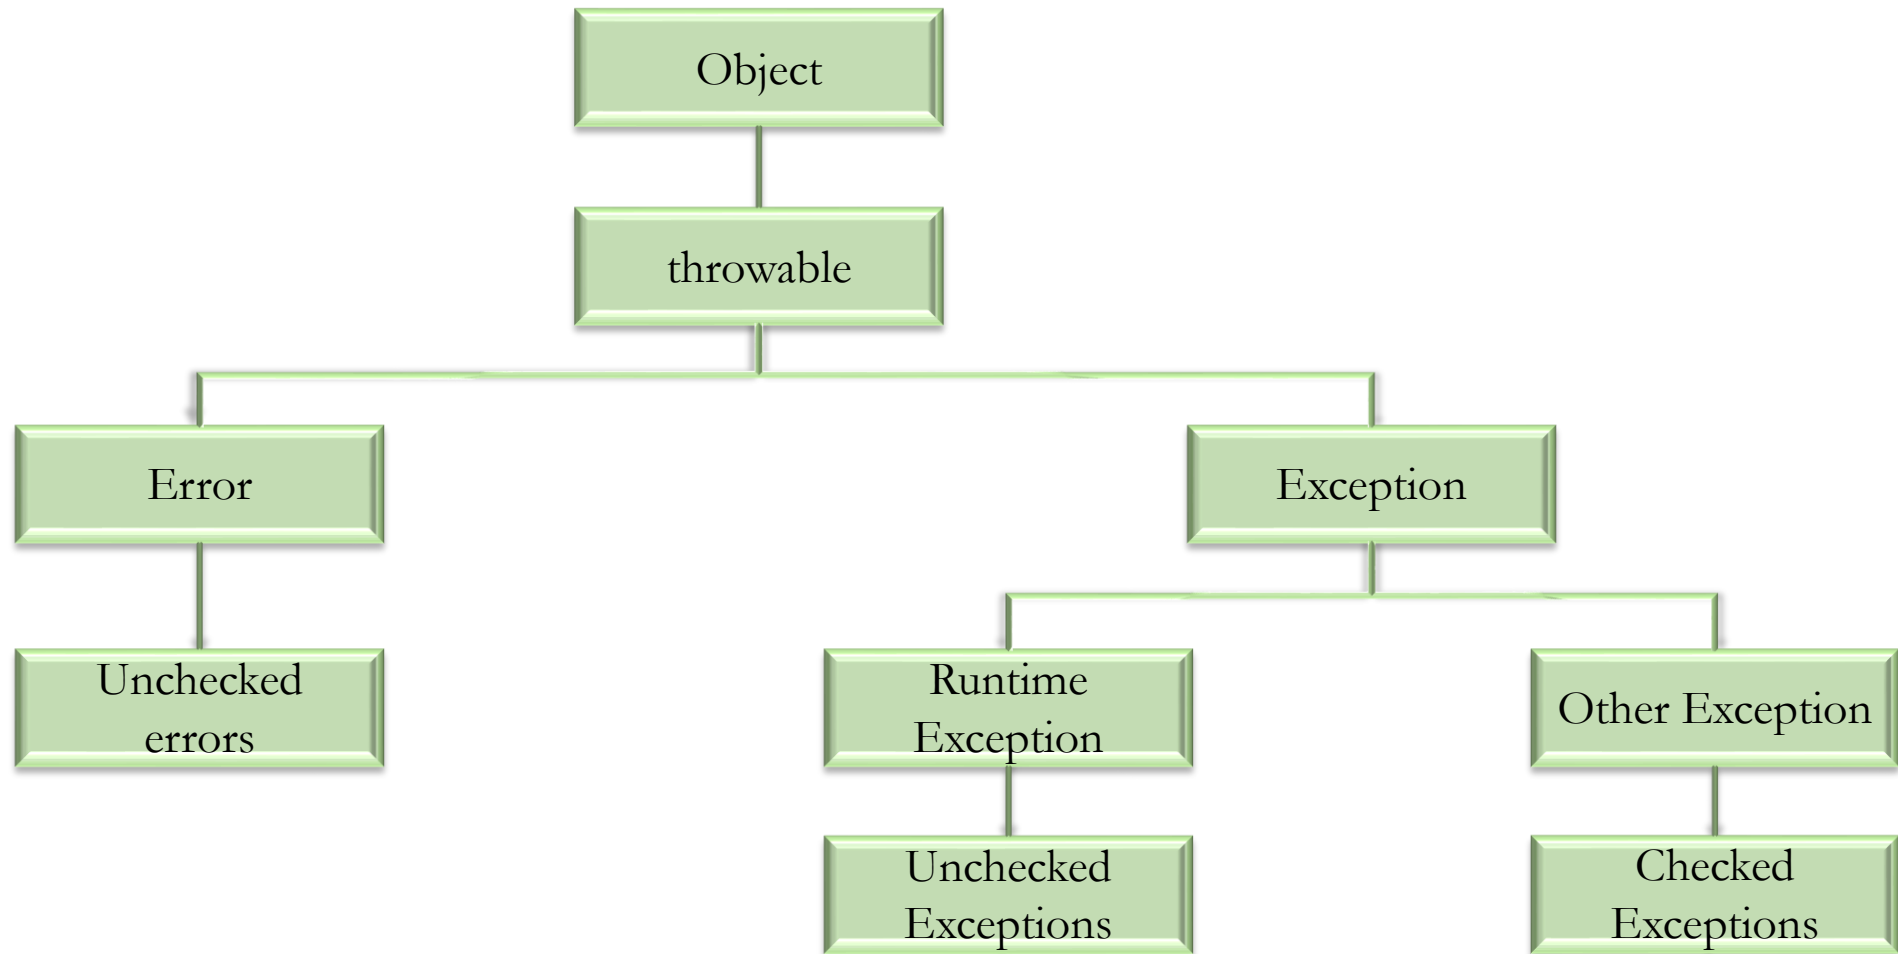 Object
throwable
Error
Exception
Unchecked
errors
Runtime
Exception
Other Exception
Unchecked
Exceptions
Checked
Exceptions